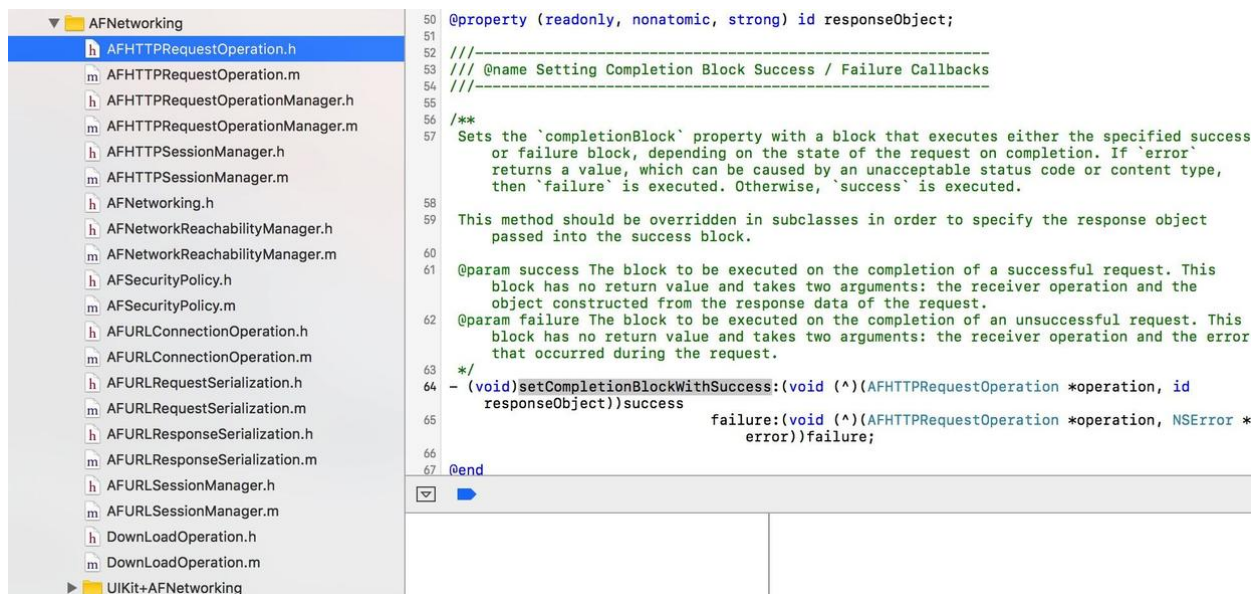 AFNetworking
AFHTTPRequestOperation.h
AFHTTPRequestOperation.m
AFHTTPRequestOperationManager.h
AFHTTPRequestOperationManager.m
AFHTTPSessionManager.h
AFHTTPSessionManager.m
AFNetworking.h
AFNetworkReachabilityManager.h
AFNetworkReachabilityManager.m
AFSecurityPolicy.h
AFSecurityPolicy.m
AFURLConnectionOperation.h
AFURLConnectionOperation.m
AFURLRequestSerialization.h
AFURLRequestSerialization.m
AFURLResponseSerialization.h
AFURLResponseSerialization.m
AFURLSessionManager.h
AFURLSessionManager.m
DownLoadOperation.h
DownLoadOperation.m
UIKit+AFNetworking
50 @property (readonly, nonatomic, strong) id responseObject;
51
52 ///-----------------------------------------------------------
53 /// @name Setting Completion Block Success / Failure Callbacks
54 ///-----------------------------------------------------------
55
56 /**
57 Sets the `completionBlock` property with a block that executes either the specified success
or failure block, depending on the state of the request on completion. If `error`
returns a value, which can be caused by an unacceptable status code or content type,
then `failure` is executed. Otherwise, `success` is executed.
58
59 This method should be overridden in subclasses in order to specify the response object
passed into the success block.
60
61 @param success The block to be executed on the completion of a successful request. This
block has no return value and takes two arguments: the receiver operation and the
object constructed from the response data of the request.
62 @param failure The block to be executed on the completion of an unsuccessful request. This
block has no return value and takes two arguments: the receiver operation and the error
that occurred during the request.
63 */
64 - (void)setCompletionBlockWithSuccess:(void (^)(AFHTTPRequestOperation *operation, id
responseObject))success
65 failure:(void (^)(AFHTTPRequestOperation *operation, NSError *
error))failure;
66
67 @end